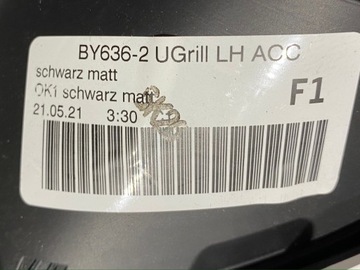 BY636-2 UGrill LH ACC
schwarz matt
OK1 schwarz matt
F1
21.05.21 3:30